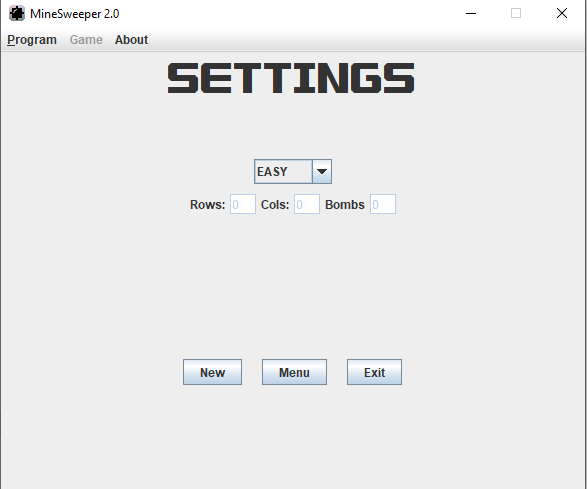 MineSweeper 2.0
Program Game About
SETTINGS
EASY
Rows: 0 Cols: 0 Bombs 0
New Menu Exit